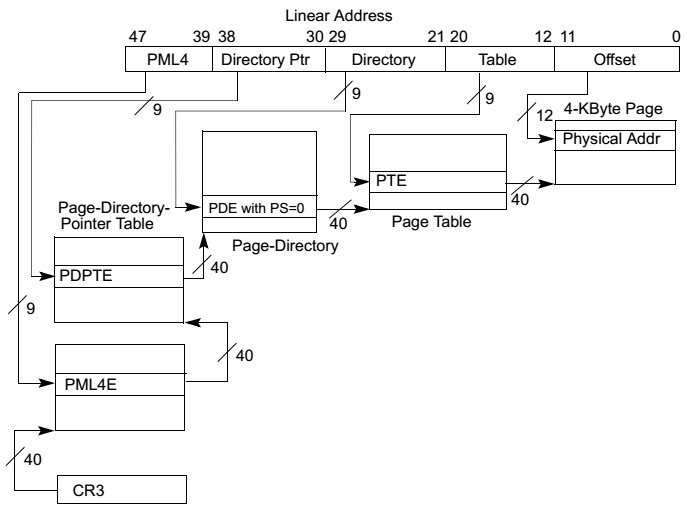 Linear Address
47 39 38 30 29 21 20 12 11 0
PML4 Directory Ptr Directory Table Offset
9
9
9
12
4-KByte Page
Physical Addr
PTE
40
Page Table
PDE with PS=0
40
Page-Directory
Page-Directory-
Pointer Table
PDPTE
40
9
40
PML4E
40
CR3